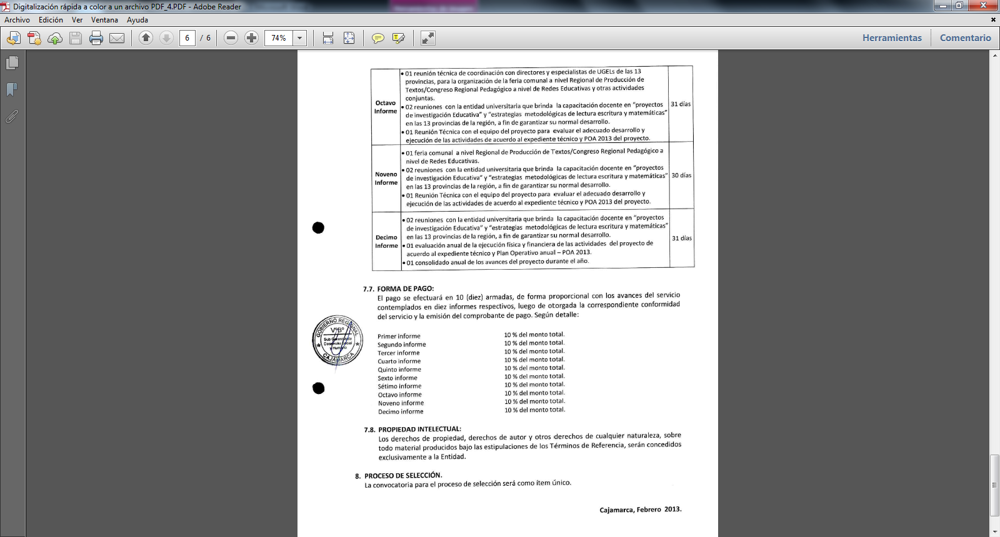 Digitalización rápida a color a un archivo PDF_4.PDF - Adobe Reader
Archivo Edición Ver Ventana Ayuda
6 / 6 74% Herramientas Comentario
Octavo Informe
• 01 reunión técnica de coordinación con directores y especialistas de UGELs de las 13
provincias, para la organización de la feria comunal a nivel Regional de Producción de
Textos/Congreso Regional Pedagógico a nivel de Redes Educativas y otras actividades
conjuntas.
• 02 reuniones con la entidad universitaria que brinda la capacitación docente en "proyectos
de investigación Educativa" y "estrategias metodológicas de lectura escritura y matemáticas"
en las 13 provincias de la región, a fin de garantizar su normal desarrollo.
• 01 Reunión Técnica con el equipo del proyecto para evaluar el adecuado desarrollo y
ejecución de las actividades de acuerdo al expediente técnico y POA 2013 del proyecto.
31 días
Noveno Informe
• 01 feria comunal a nivel Regional de Producción de Textos/Congreso Regional Pedagógico a
nivel de Redes Educativas.
• 02 reuniones con la entidad universitaria que brinda la capacitación docente en "proyectos
de investigación Educativa" y "estrategias metodológicas de lectura escritura y matemáticas"
en las 13 provincias de la región, a fin de garantizar su normal desarrollo.
• 01 Reunión Técnica con el equipo del proyecto para evaluar el adecuado desarrollo y
ejecución de las actividades de acuerdo al expediente técnico y POA 2013 del proyecto.
30 días
Decimo Informe
• 02 reuniones con la entidad universitaria que brinda la capacitación docente en "proyectos
de investigación Educativa" y "estrategias metodológicas de lectura escritura y matemáticas"
en las 13 provincias de la región, a fin de garantizar su normal desarrollo.
• 01 evaluación anual de la ejecución física y financiera de las actividades del proyecto de
acuerdo al expediente técnico y Plan Operativo anual – POA 2013.
• 01 consolidado anual de los avances del proyecto durante el año.
31 días
7.7. FORMA DE PAGO:
El pago se efectuará en 10 (diez) armadas, de forma proporcional con los avances del servicio
contemplados en diez informes respectivos, luego de otorgada la correspondiente conformidad
del servicio y la emisión del comprobante de pago. Según detalle:
GOBIERNO REGIONAL
V°B°
Sub Gerencia de
Desarrollo Social
y Humano
CAJAMARCA
Primer informe 10 % del monto total.
Segundo informe 10 % del monto total.
Tercer informe 10 % del monto total.
Cuarto informe 10 % del monto total.
Quinto informe 10 % del monto total.
Sexto informe 10 % del monto total.
Sétimo informe 10 % del monto total.
Octavo informe 10 % del monto total.
Noveno informe 10 % del monto total.
Decimo informe 10 % del monto total.
7.8. PROPIEDAD INTELECTUAL:
Los derechos de propiedad, derechos de autor y otros derechos de cualquier naturaleza, sobre
todo material producidos bajo las estipulaciones de los Términos de Referencia, serán concedidos
exclusivamente a la Entidad.
8. PROCESO DE SELECCIÓN.
La convocatoria para el proceso de selección será como ítem único.
Cajamarca, Febrero 2013.